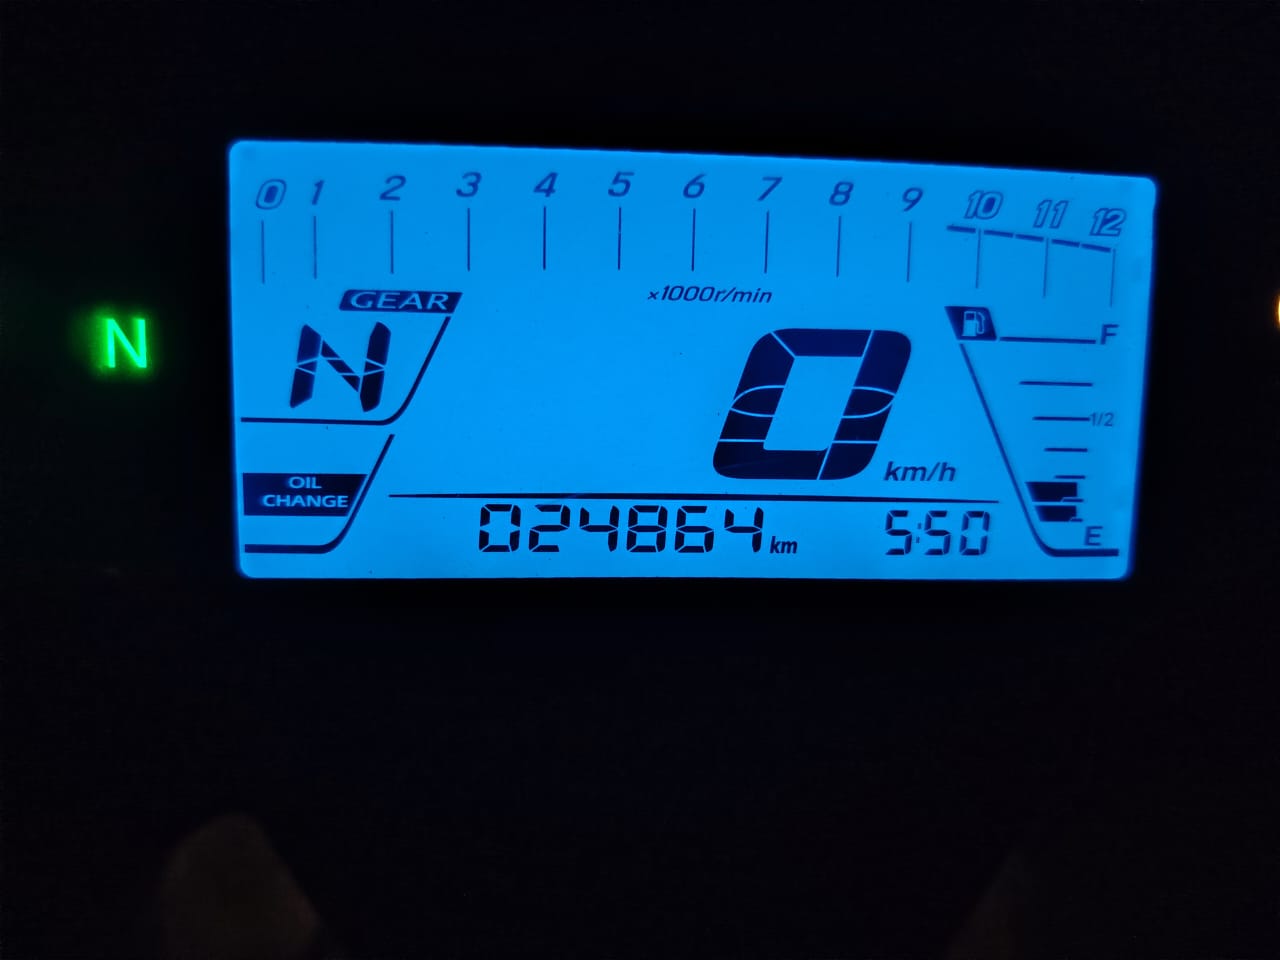 0 1 2 3 4 5 6 7 8 9 10 11 12
x1000r/min
GEAR
N
N
0
km/h
F
1/2
E
OIL
CHANGE
024864 km
5:50